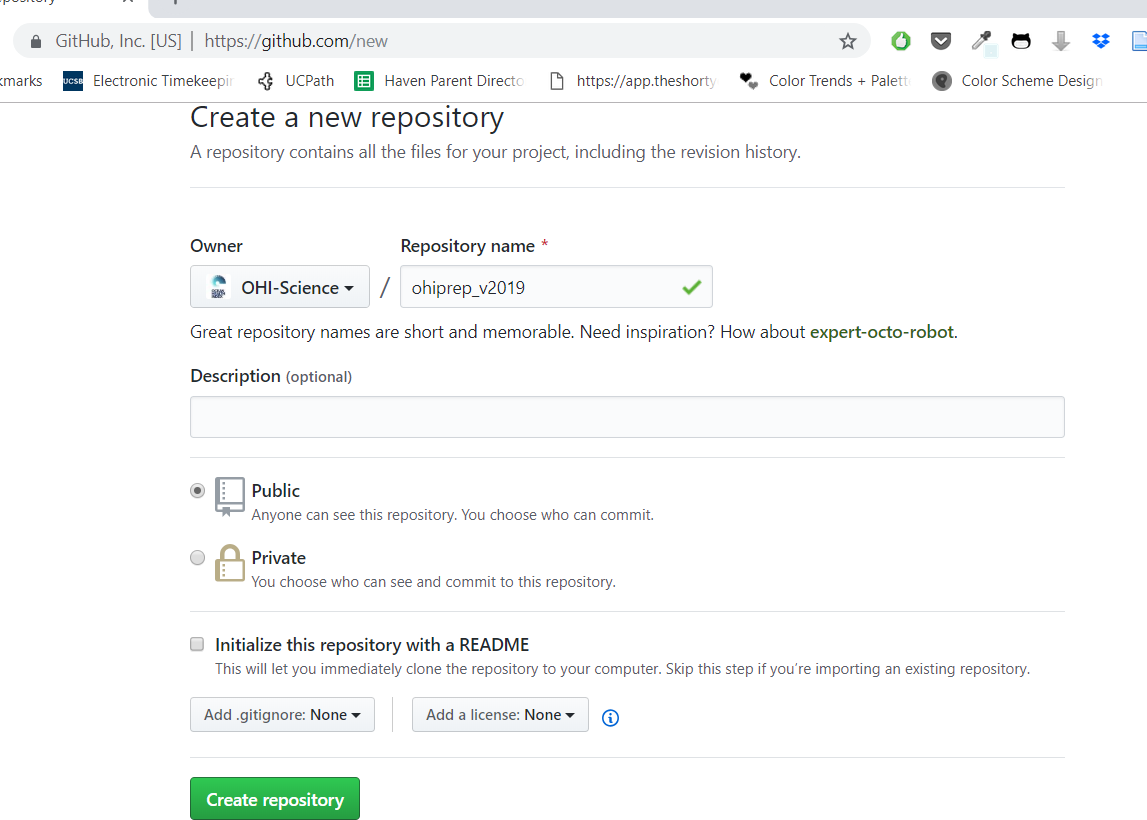 GitHub, Inc. [US] | https://github.com/new
Electronic Timekeepin UCPath Haven Parent Directo https://app.theshorty Color Trends + Palett Color Scheme Design
Create a new repository
A repository contains all the files for your project, including the revision history.
Owner Repository name *
OHI-Science / ohiprep_v2019
Great repository names are short and memorable. Need inspiration? How about expert-octo-robot.
Description (optional)
Public
Anyone can see this repository. You choose who can commit.
Private
You choose who can see and commit to this repository.
Initialize this repository with a README
This will let you immediately clone the repository to your computer. Skip this step if you’re importing an existing repository.
Add .gitignore: None Add a license: None
Create repository